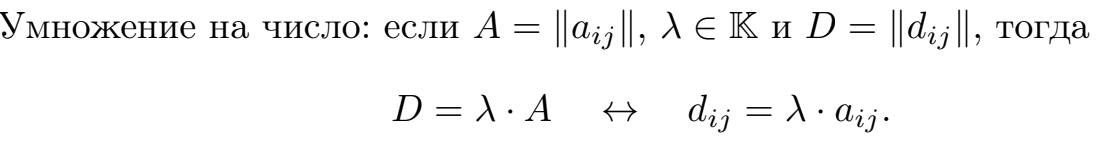 Умножение на число: если A = ‖a_{ij}‖, λ ∈ 𝕂 и D = ‖d_{ij}‖, тогда
D = λ · A ↔ d_{ij} = λ · a_{ij}.